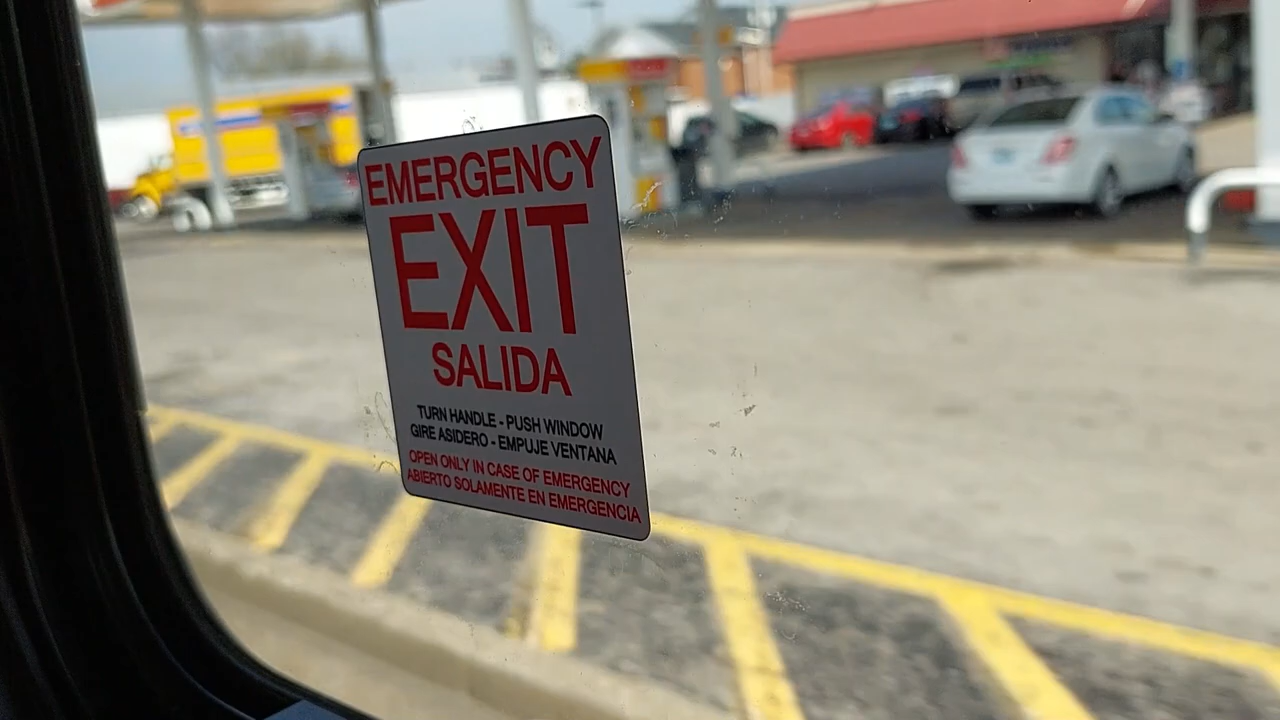 EMERGENCY
EXIT
SALIDA
TURN HANDLE - PUSH WINDOW
GIRE ASIDERO - EMPUJE VENTANA
OPEN ONLY IN CASE OF EMERGENCY
ABIERTO SOLAMENTE EN EMERGENCIA